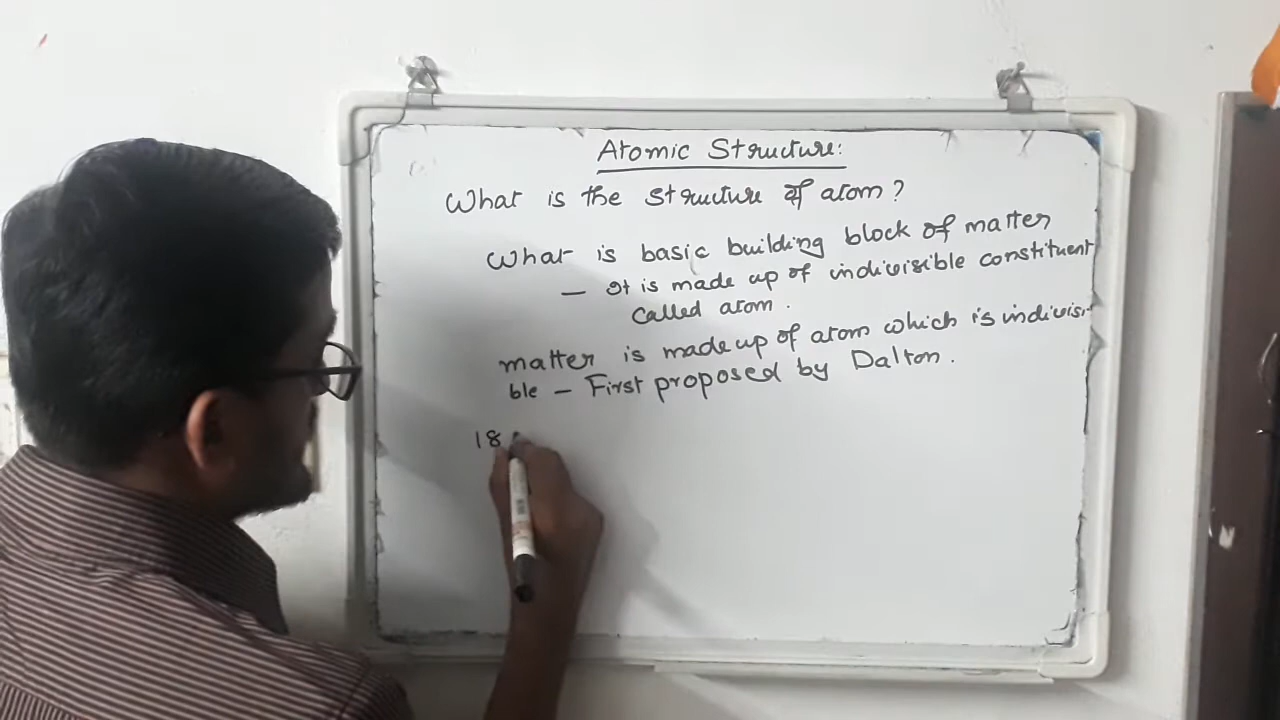 Atomic Structure:
What is the structure of atom?
What is basic building block of matter
— It is made up of indivisible constituent
called atom.
matter is made up of atom which is indivisi
ble — First proposed by Dalton.
18